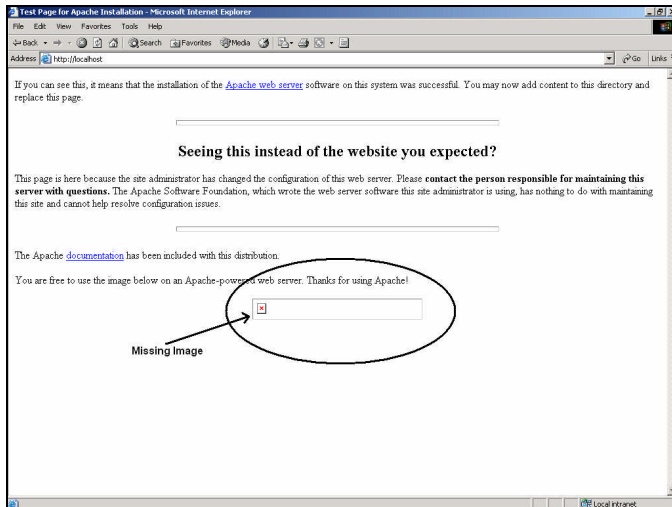 Test Page for Apache Installation - Microsoft Internet Explorer
File Edit View Favorites Tools Help
Back Search Favorites Media
Address http://localhost Go Links
If you can see this, it means that the installation of the Apache web server software on this system was successful. You may now add content to this directory and
replace this page.
Seeing this instead of the website you expected?
This page is here because the site administrator has changed the configuration of this web server. Please contact the person responsible for maintaining this
server with questions. The Apache Software Foundation, which wrote the web server software this site administrator is using, has nothing to do with maintaining
this site and cannot help resolve configuration issues.
The Apache documentation has been included with this distribution.
You are free to use the image below on an Apache-powered web server. Thanks for using Apache!
Missing Image
Local intranet